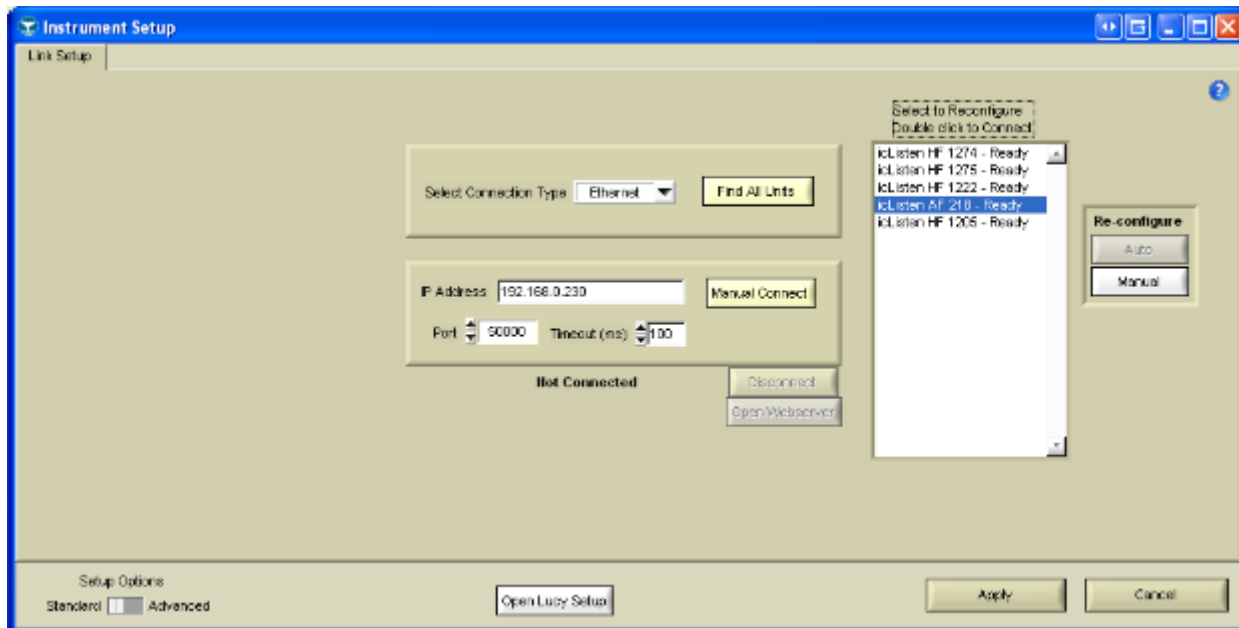 Instrument Setup
Link Setup
Select to Reconfigure
Double click to Connect
icListen HF 1274 - Ready
icListen HF 1275 - Ready
icListen HF 1222 - Ready
icListen AF 218 - Ready
icListen HF 1205 - Ready
Select Connection Type Ethernet Find All Units
IP Address 192.168.0.230 Manual Connect
Port 50000 Timeout (ms) 100
Not Connected Disconnect
Open Webserver
Re-configure
Auto
Manual
Setup Options
Standard Advanced
Open Lucy Setup
Apply
Cancel